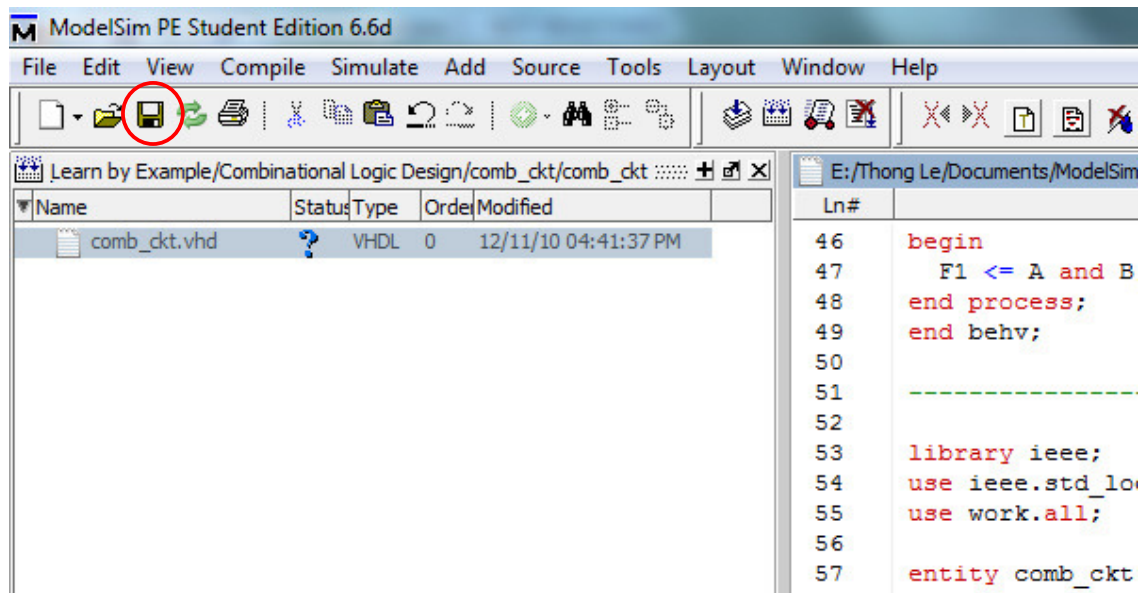 ModelSim PE Student Edition 6.6d
File Edit View Compile Simulate Add Source Tools Layout Window Help
Learn by Example/Combinational Logic Design/comb_ckt/comb_ckt
Name Status Type Order Modified
comb_ckt.vhd ? VHDL 0 12/11/10 04:41:37 PM
E:/Thong Le/Documents/ModelSim
Ln#
46 begin
47 F1 <= A and B
48 end process;
49 end behv;
50
51 -----------------
52
53 library ieee;
54 use ieee.std_lo
55 use work.all;
56
57 entity comb_ckt